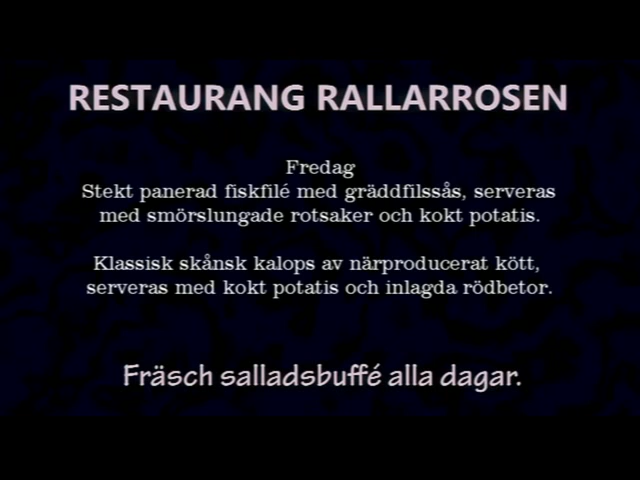 RESTAURANG RALLARROSEN
Fredag
Stekt panerad fiskfilé med gräddfilssås, serveras
med smörslungade rotsaker och kokt potatis.
Klassisk skånsk kalops av närproducerat kött,
serveras med kokt potatis och inlagda rödbetor.
Fräsch salladsbuffé alla dagar.